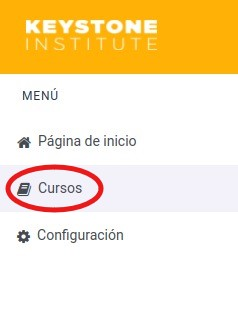 KEYSTONE
INSTITUTE
MENÚ
Página de inicio
Cursos
Configuración